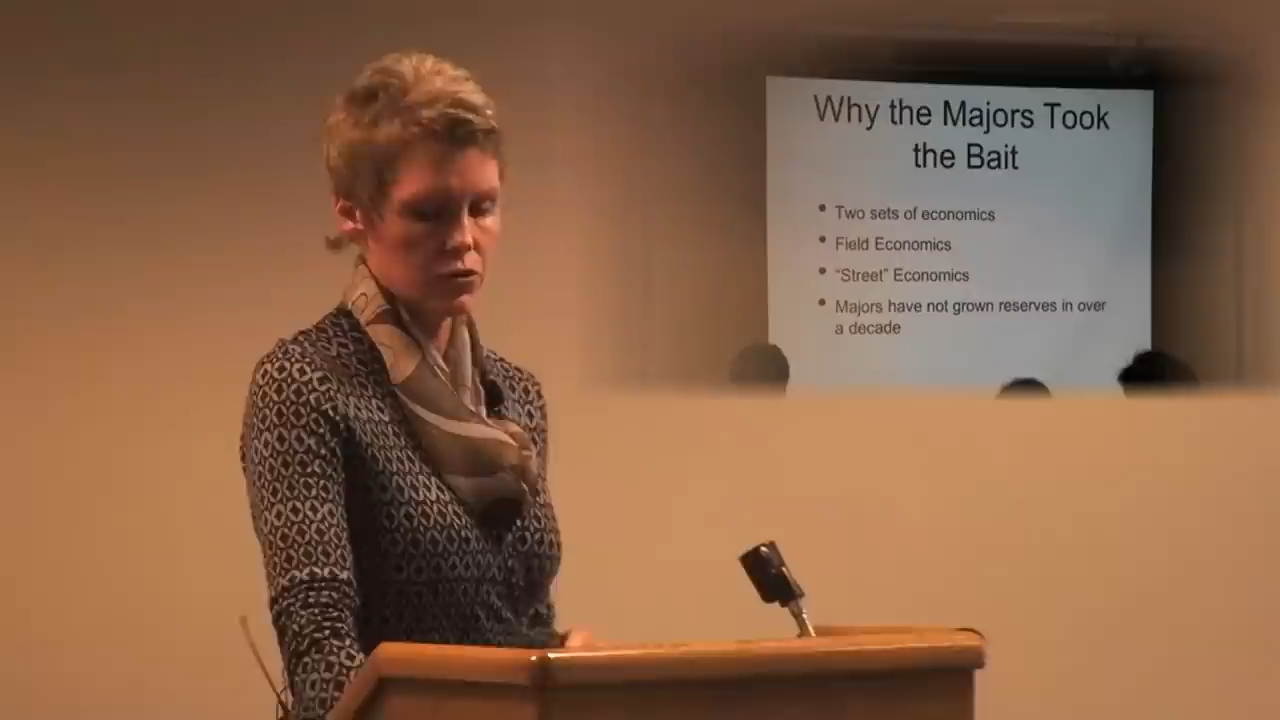 Why the Majors Took
the Bait
• Two sets of economics
• Field Economics
• “Street” Economics
• Majors have not grown reserves in over
a decade